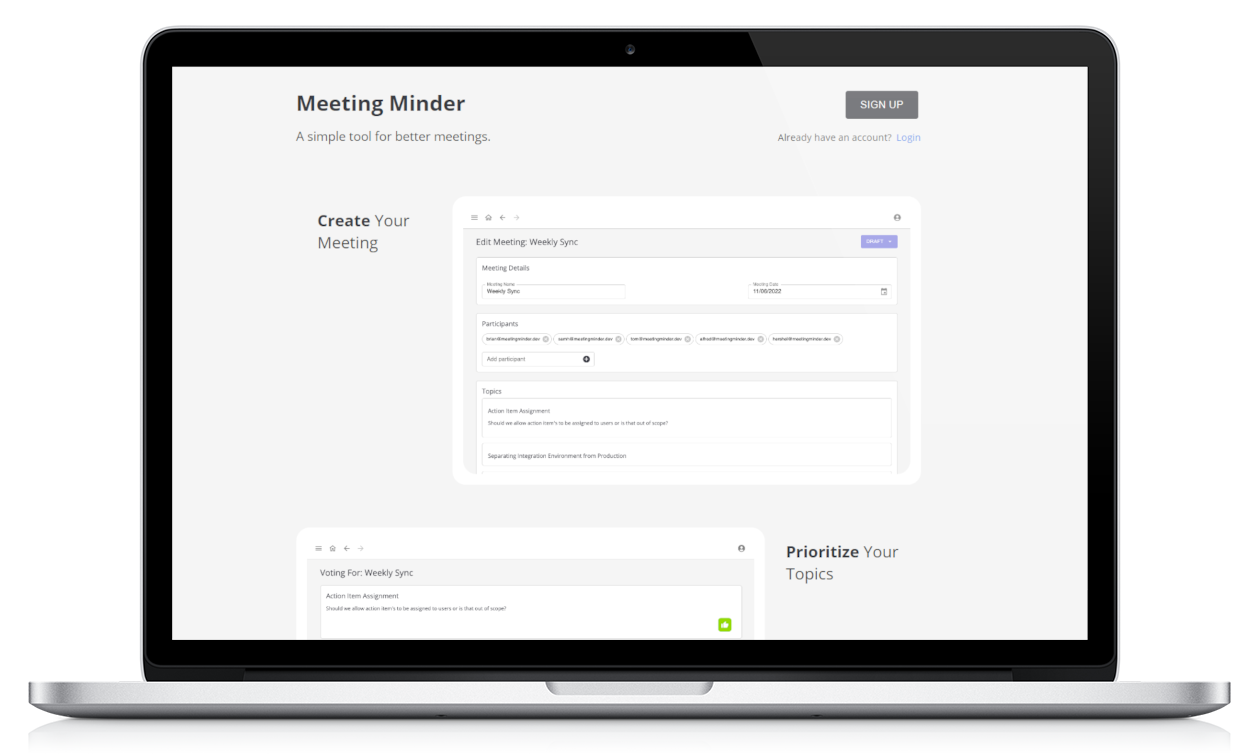 Meeting Minder
SIGN UP
A simple tool for better meetings.
Already have an account? Login
Create Your
Meeting
Edit Meeting: Weekly Sync
DRAFT
Meeting Details
Meeting Name
Weekly Sync
Meeting Date
11/06/2022
Participants
brian@meetingminder.dev
sam@meetingminder.dev
tom@meetingminder.dev
alfred@meetingminder.dev
hershel@meetingminder.dev
Add participant
Topics
Action Item Assignment
Should we allow action item's to be assigned to users or is that out of scope?
Separating Integration Environment from Production
Prioritize Your
Topics
Voting For: Weekly Sync
Action Item Assignment
Should we allow action item's to be assigned to users or is that out of scope?